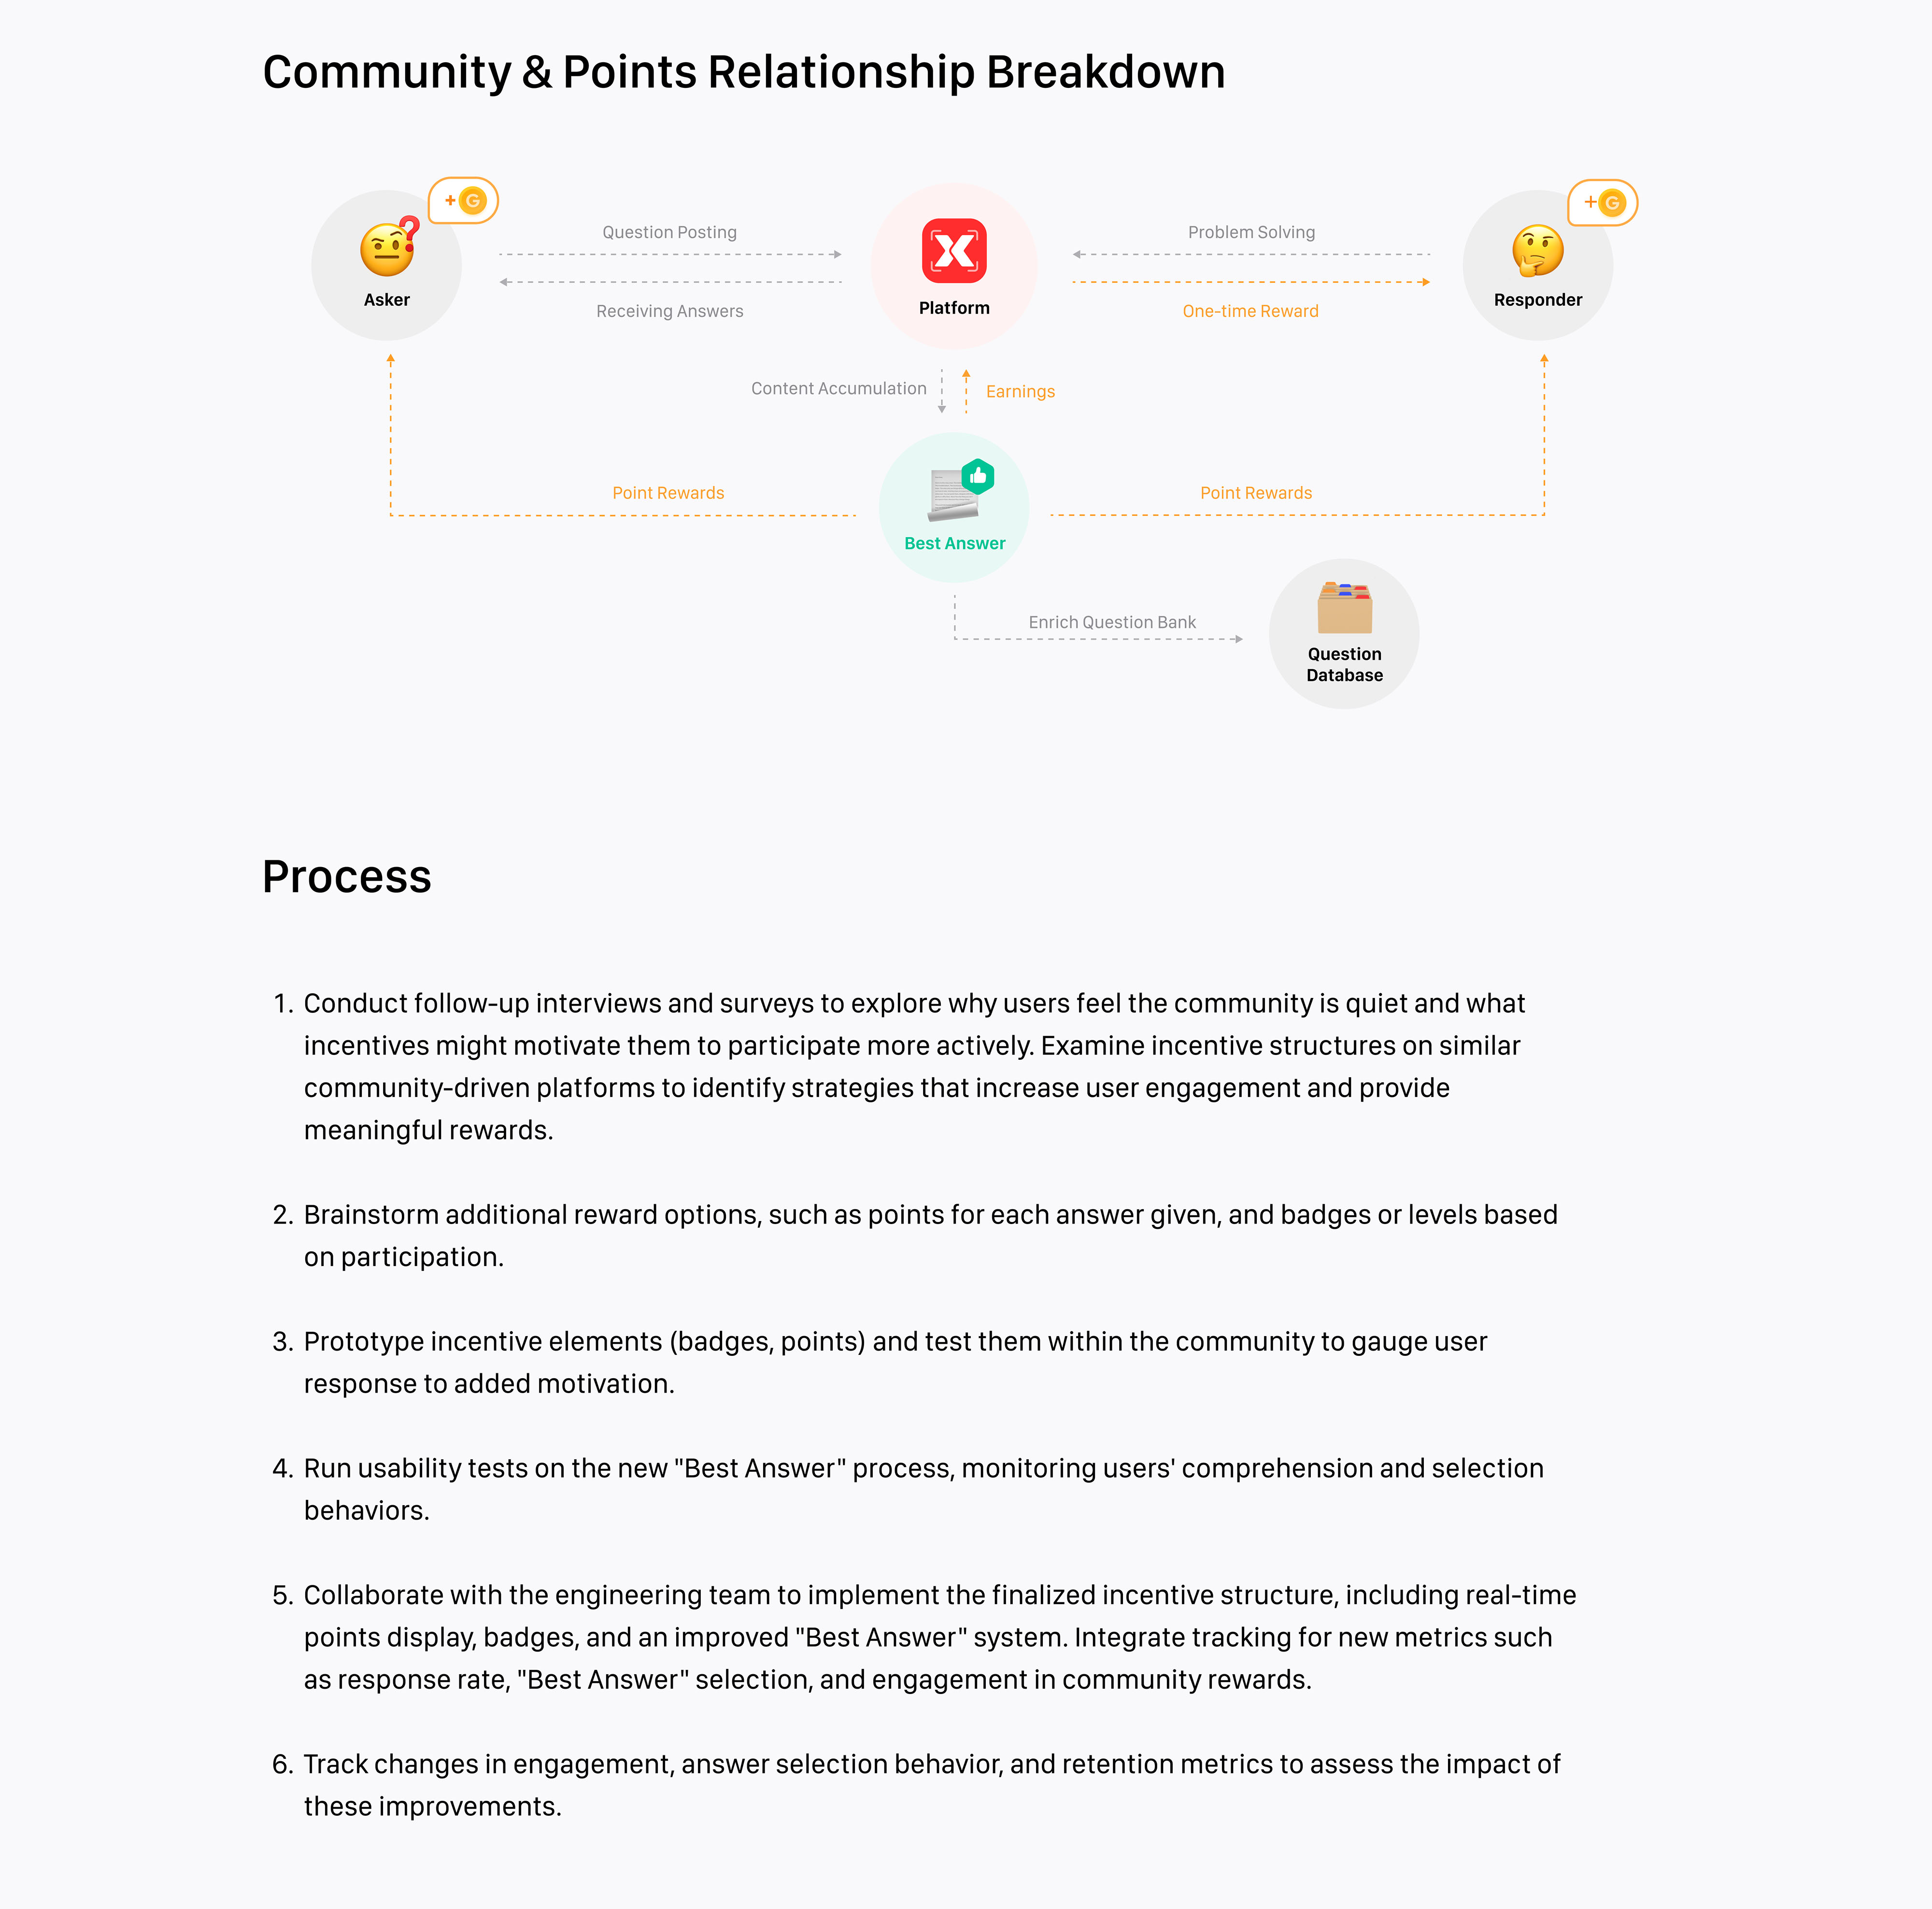 Community & Points Relationship Breakdown
+ G
+ G
Question Posting
Problem Solving
Asker
Platform
Responder
Receiving Answers
One-time Reward
Content Accumulation
Earnings
Point Rewards
Point Rewards
Best Answer
Enrich Question Bank
Question
Database
Process
1. Conduct follow-up interviews and surveys to explore why users feel the community is quiet and what
incentives might motivate them to participate more actively. Examine incentive structures on similar
community-driven platforms to identify strategies that increase user engagement and provide
meaningful rewards.
2. Brainstorm additional reward options, such as points for each answer given, and badges or levels based
on participation.
3. Prototype incentive elements (badges, points) and test them within the community to gauge user
response to added motivation.
4. Run usability tests on the new "Best Answer" process, monitoring users' comprehension and selection
behaviors.
5. Collaborate with the engineering team to implement the finalized incentive structure, including real-time
points display, badges, and an improved "Best Answer" system. Integrate tracking for new metrics such
as response rate, "Best Answer" selection, and engagement in community rewards.
6. Track changes in engagement, answer selection behavior, and retention metrics to assess the impact of
these improvements.